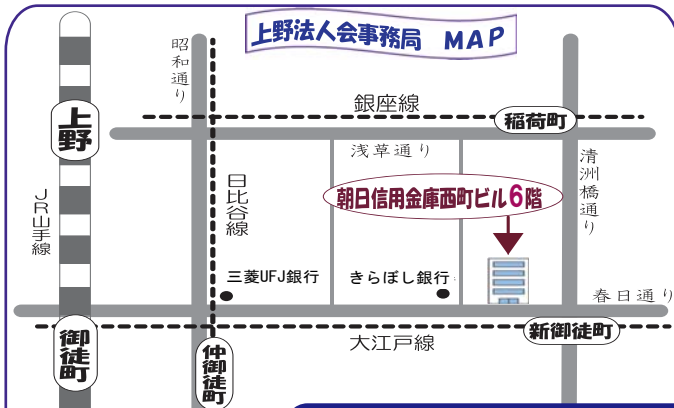 上野法人会事務局 MAP
昭和通り
銀座線
稲荷町
上野
浅草通り
清洲橋通り
日比谷線
朝日信用金庫西町ビル6階
JR山手線
三菱UFJ銀行
きらぼし銀行
春日通り
御徒町
仲御徒町
大江戸線
新御徒町